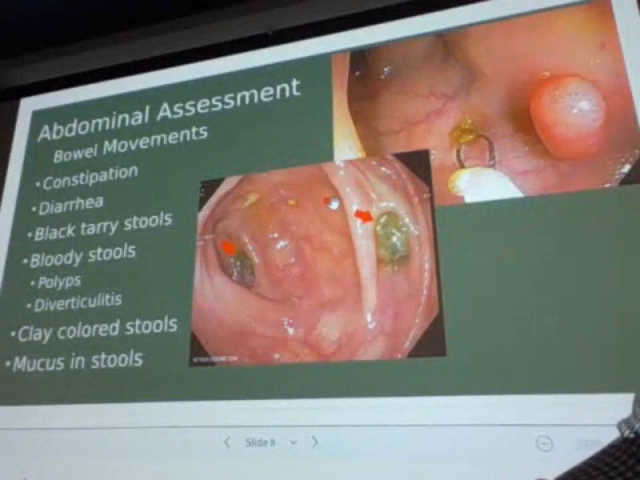 Abdominal Assessment
Bowel Movements
•Constipation
•Diarrhea
•Black tarry stools
•Bloody stools
•Polyps
•Diverticulitis
•Clay colored stools
•Mucus in stools
Slide 8